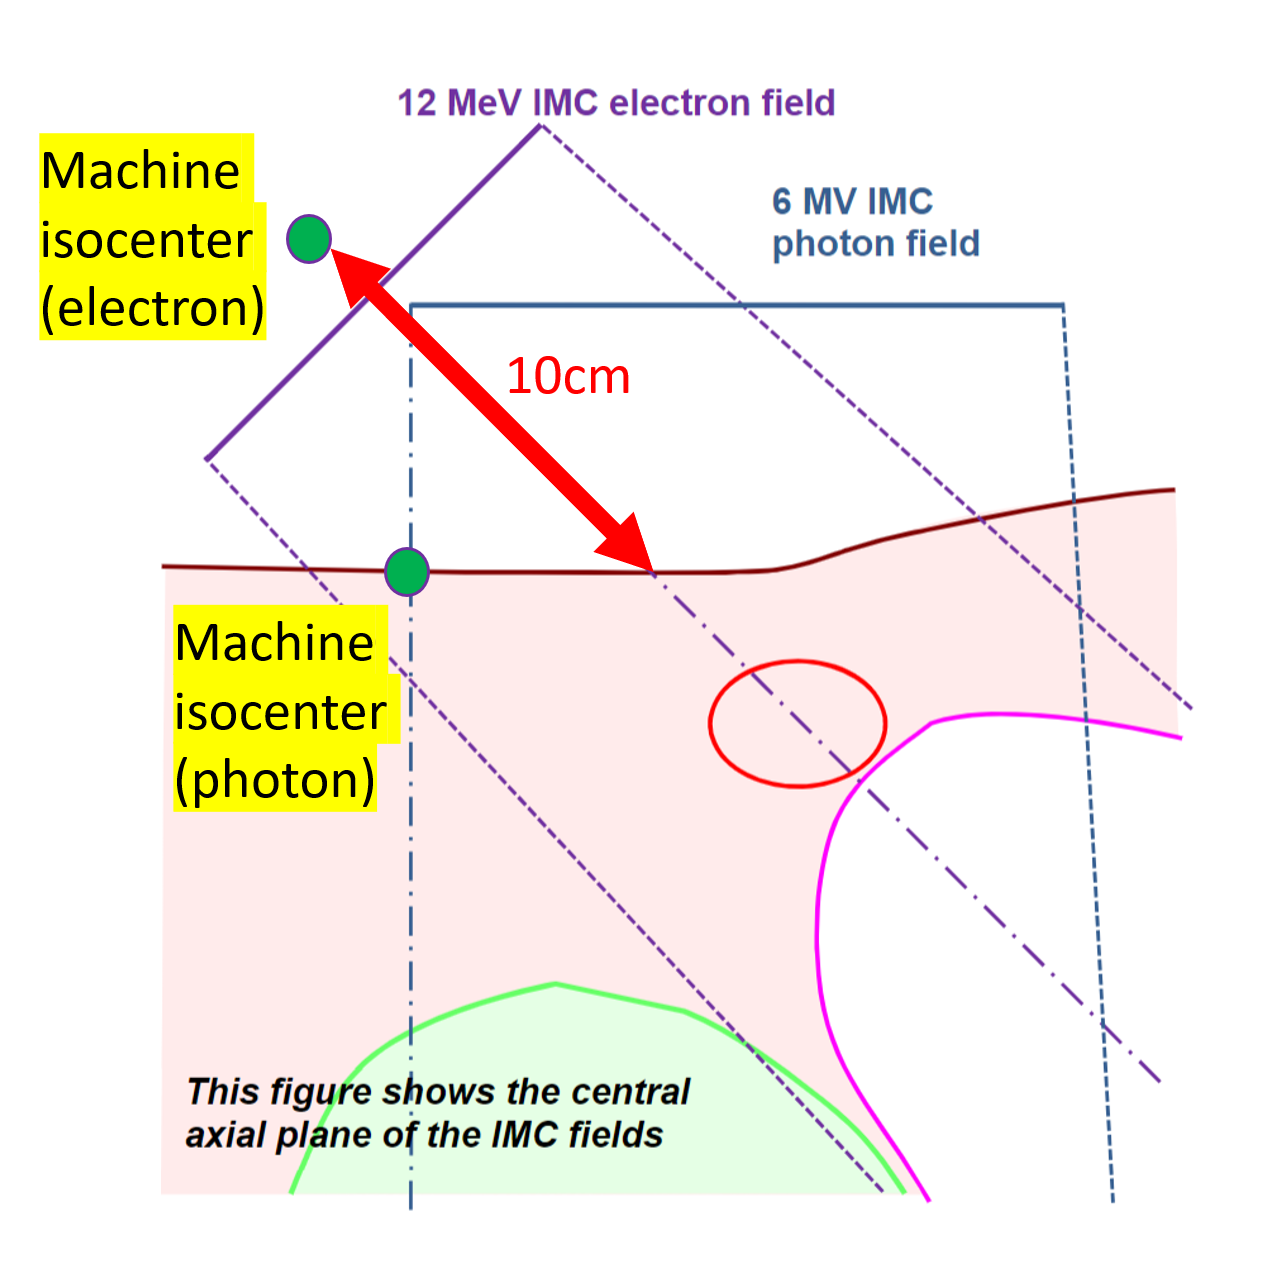 12 MeV IMC electron field
Machine
isocenter
(electron)
6 MV IMC
photon field
10cm
Machine
isocenter
(photon)
This figure shows the central
axial plane of the IMC fields